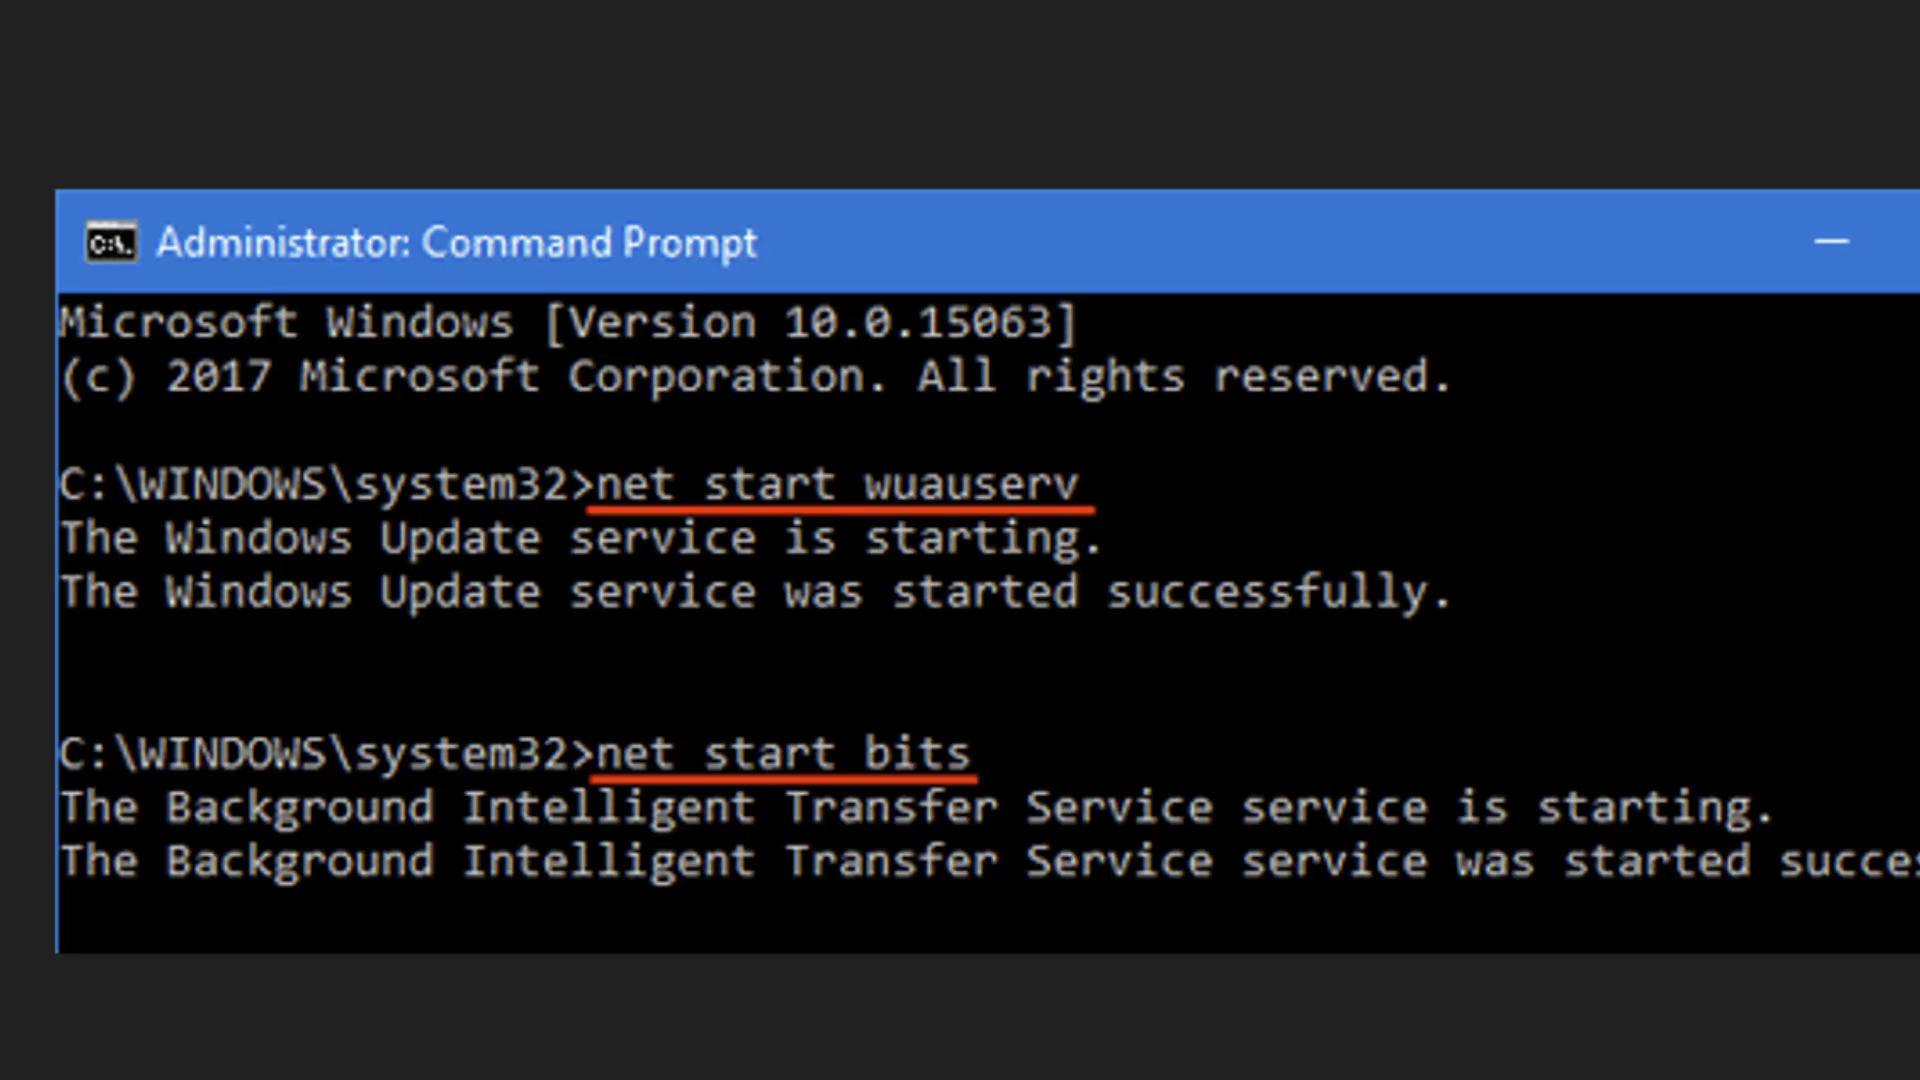 C:\.
Administrator: Command Prompt
Microsoft Windows [Version 10.0.15063]
(c) 2017 Microsoft Corporation. All rights reserved.
C:\WINDOWS\system32>net start wuauserv
The Windows Update service is starting.
The Windows Update service was started successfully.
C:\WINDOWS\system32>net start bits
The Background Intelligent Transfer Service service is starting.
The Background Intelligent Transfer Service service was started succes